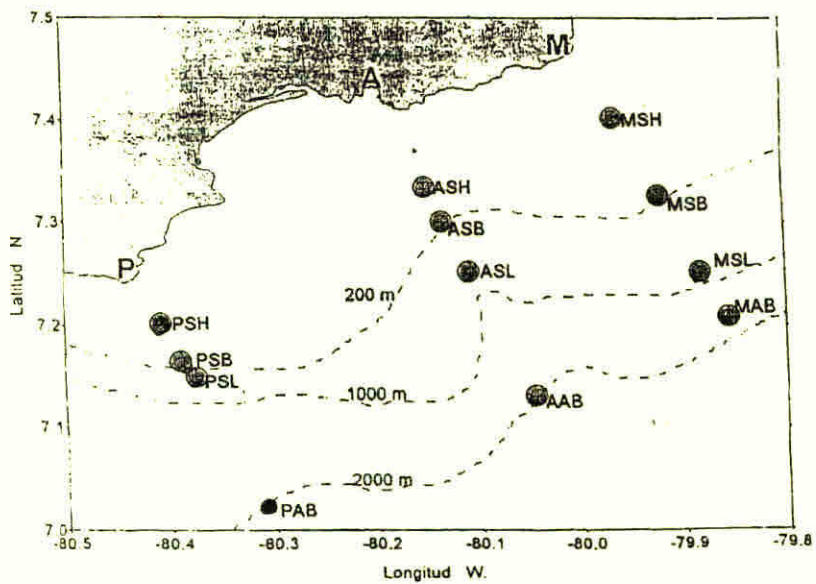 7.5
M
A
7.4
MSH
ASH
MSB
7.3
ASB
ASL
MSL
P
Latitud N
200 m
MAB
7.2
PSH
PSB
PSL
1000 m
AAB
7.1
2000 m
PAB
7.0
-80.5 -80.4 -80.3 -80.2 -80.1 -80.0 -79.9 -79.8
Longitud W.